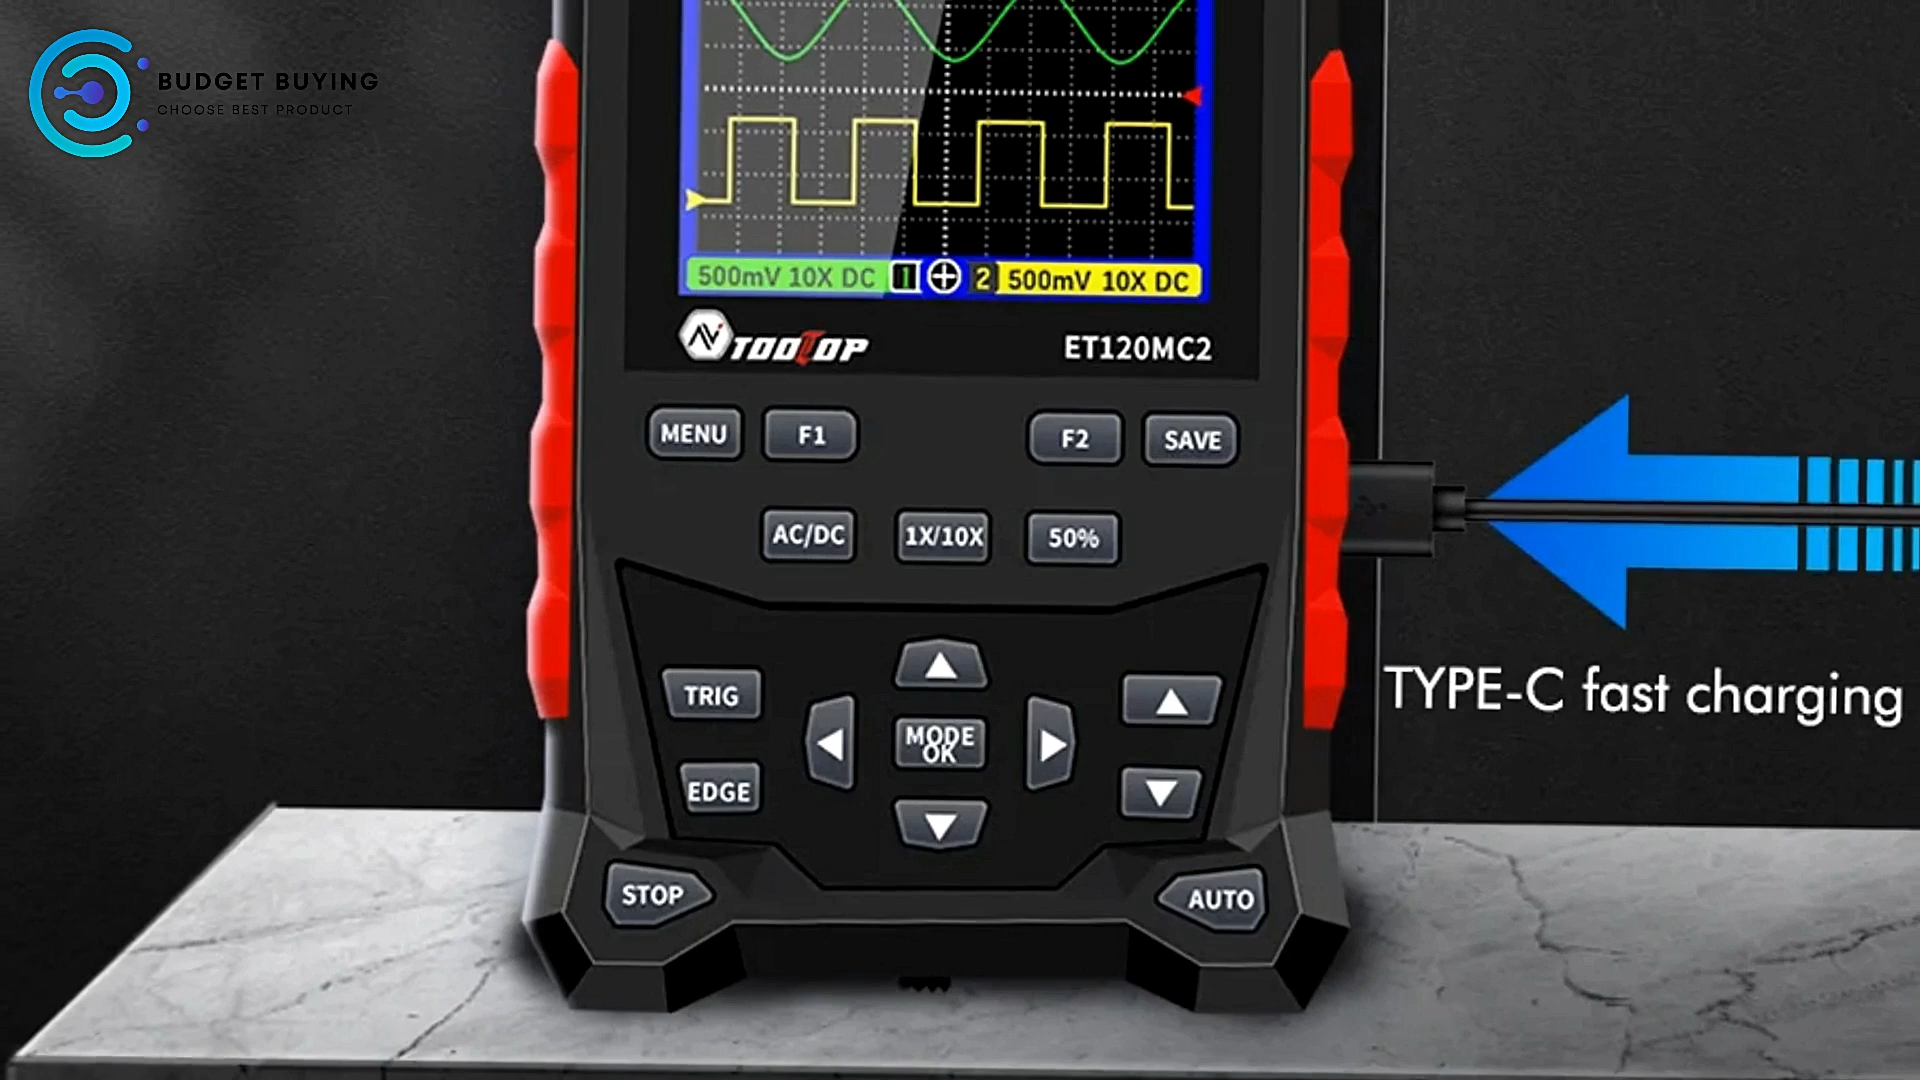 BUDGET BUYING
CHOOSE BEST PRODUCT
500mV 10X DC 1 2 500mV 10X DC
TOOLTOP ET120MC2
MENU F1 F2 SAVE
AC/DC 1X/10X 50%
TRIG
MODE
OK
EDGE
STOP AUTO
TYPE-C fast charging